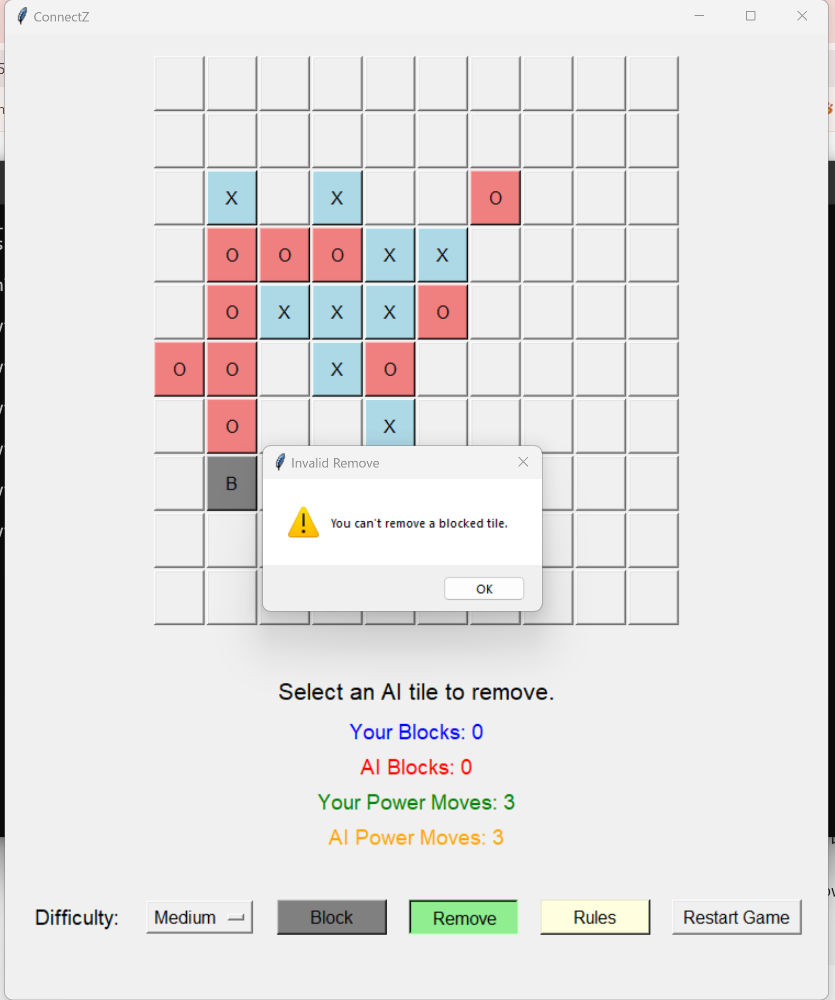 ConnectZ
X X O
O O O X X
O X X X O
O O X O
O X
B
Invalid Remove
You can't remove a blocked tile.
OK
Select an AI tile to remove.
Your Blocks: 0
AI Blocks: 0
Your Power Moves: 3
AI Power Moves: 3
Difficulty: Medium Block Remove Rules Restart Game